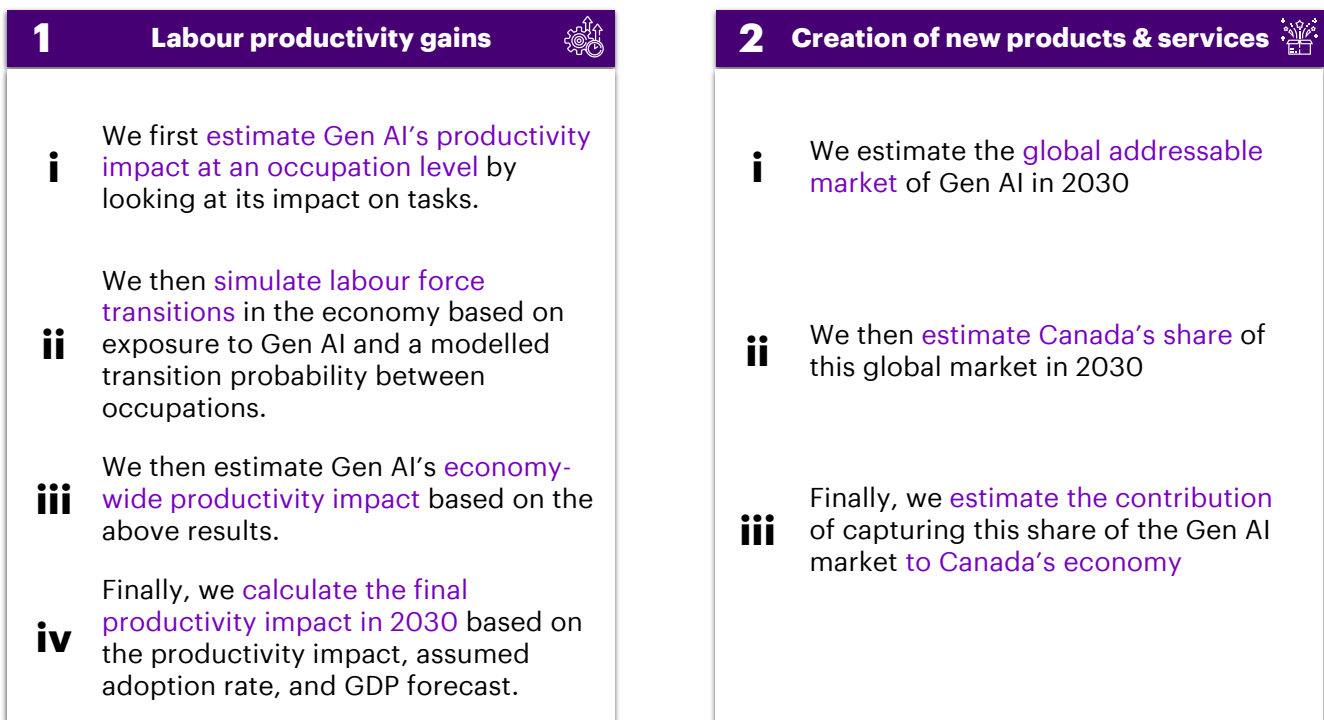 1 Labour productivity gains
i
We first estimate Gen AI’s productivity
impact at an occupation level by
looking at its impact on tasks.
ii
We then simulate labour force
transitions in the economy based on
exposure to Gen AI and a modelled
transition probability between
occupations.
iii
We then estimate Gen AI’s economy-
wide productivity impact based on the
above results.
iv
Finally, we calculate the final
productivity impact in 2030 based on
the productivity impact, assumed
adoption rate, and GDP forecast.
2 Creation of new products & services
i
We estimate the global addressable
market of Gen AI in 2030
ii
We then estimate Canada’s share of
this global market in 2030
iii
Finally, we estimate the contribution
of capturing this share of the Gen AI
market to Canada’s economy